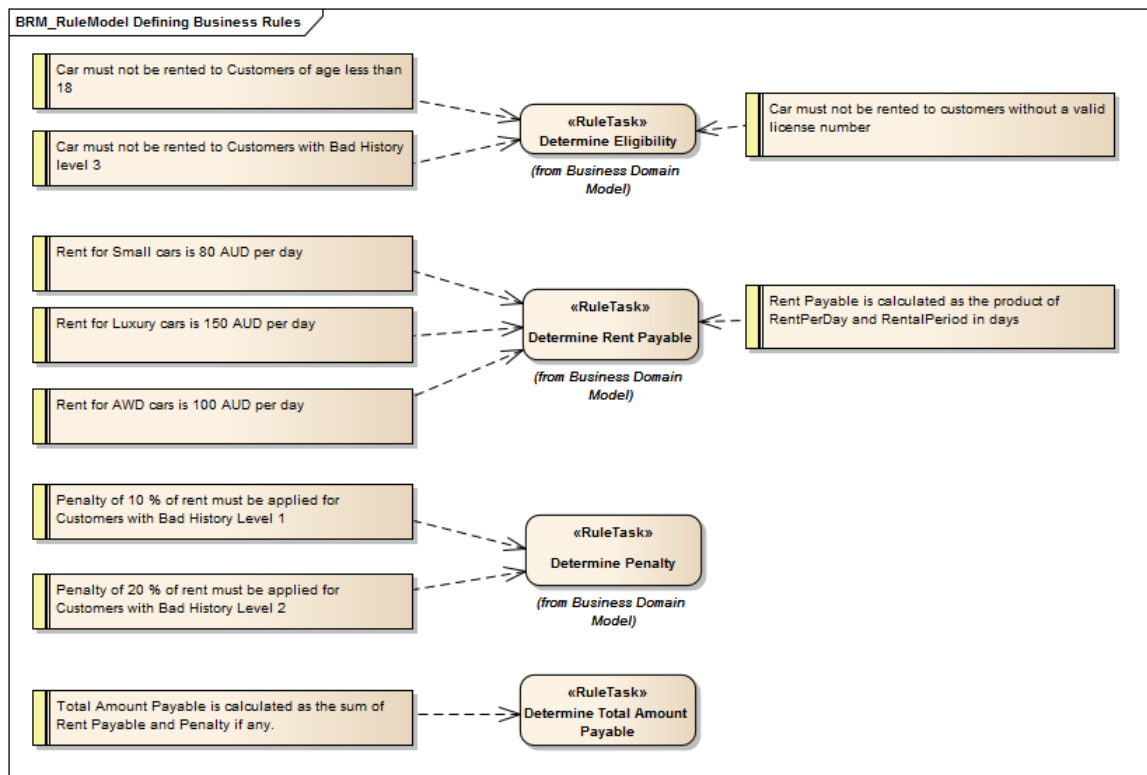 BRM_RuleModel Defining Business Rules
Car must not be rented to Customers of age less than
18
Car must not be rented to Customers with Bad History
level 3
«RuleTask»
Determine Eligibility
(from Business Domain
Model)
Car must not be rented to customers without a valid
license number
Rent for Small cars is 80 AUD per day
Rent for Luxury cars is 150 AUD per day
Rent for AWD cars is 100 AUD per day
«RuleTask»
Determine Rent Payable
(from Business Domain
Model)
Rent Payable is calculated as the product of
RentPerDay and RentalPeriod in days
Penalty of 10 % of rent must be applied for
Customers with Bad History Level 1
Penalty of 20 % of rent must be applied for
Customers with Bad History Level 2
«RuleTask»
Determine Penalty
(from Business Domain
Model)
Total Amount Payable is calculated as the sum of
Rent Payable and Penalty if any.
«RuleTask»
Determine Total Amount
Payable